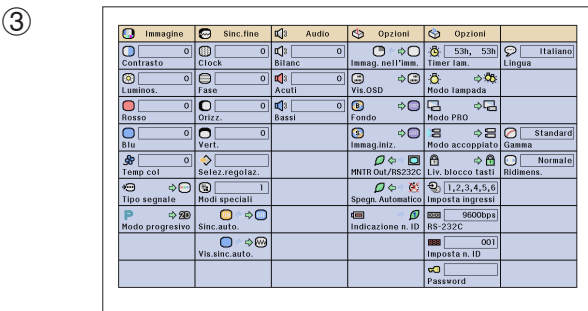 ③
Immagine Sinc.fine Audio Opzioni Opzioni
0 0 0 53h, 53h Italiano
Contrasto Clock Bilanc Immag. nell'imm. Timer lam. Lingua
0 0 0
Luminos. Fase Acuti Vis.OSD Modo lampada
0 0 0
Rosso Orizz. Bassi Fondo Modo PRO
0 0 Standard
Blu Vert. Immag.iniz. Modo accoppiato Gamma
0 Normale
Temp col Selez.regolaz. MNTR Out/RS232C Liv. blocco tasti Ridimens.
1 1,2,3,4,5,6
Tipo segnale Modi speciali Spegn. Automatico Imposta ingressi
9600bps
Modo progresivo Sinc.auto. Indicazione n. ID RS-232C
001
Vis.sinc.auto. Imposta n. ID
Password